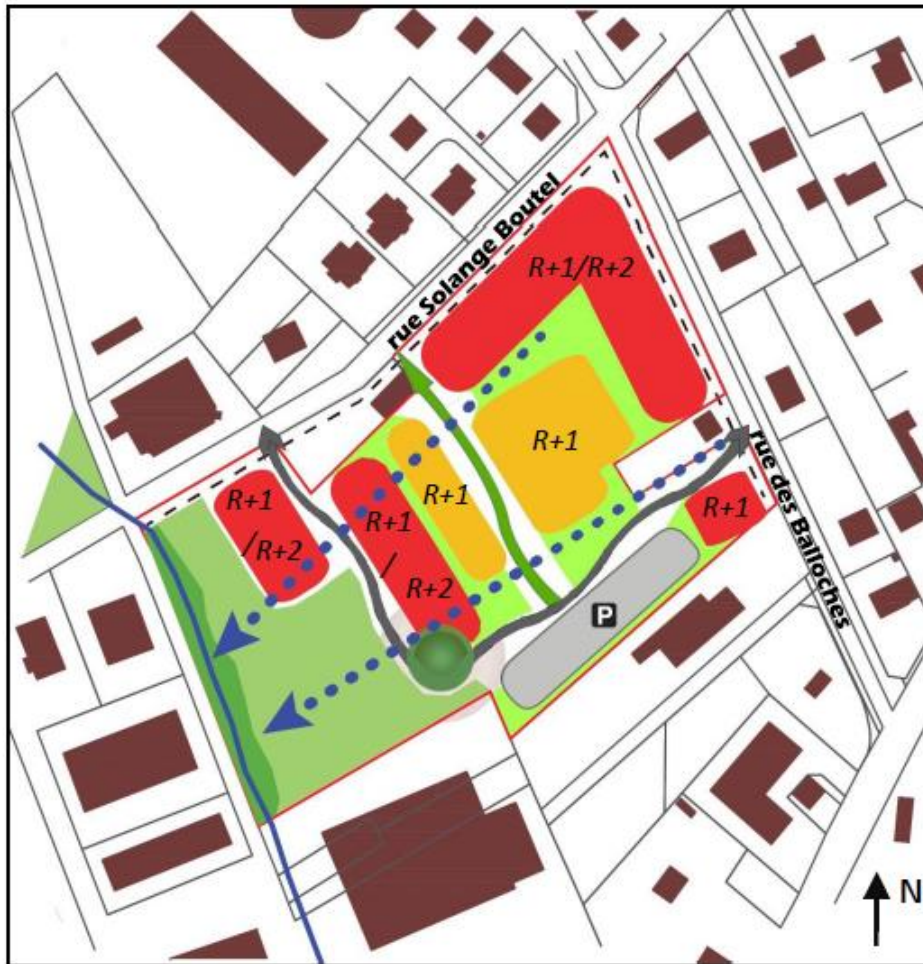 rue Solange Boutel
R+1/R+2
R+1
R+1
R+1
/R+2
R+1
/
R+2
R+1
rue des Balloches
P
N